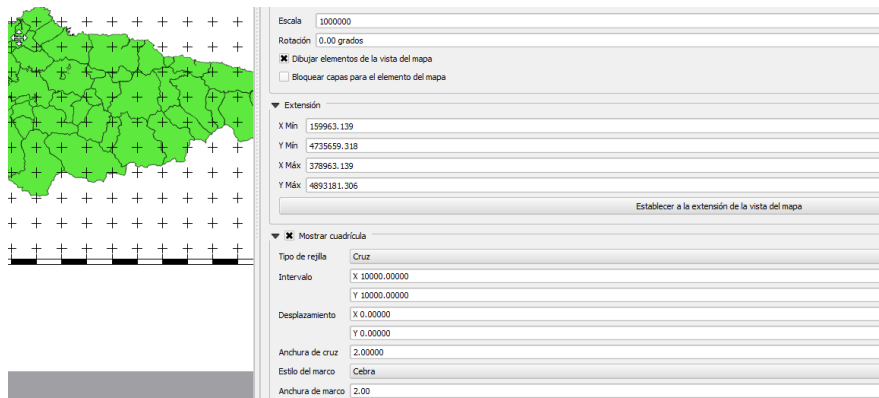 Escala 1000000
Rotación 0.00 grados
Dibujar elementos de la vista del mapa
Bloquear capas para el elemento del mapa
Extensión
X Mín 159963.139
Y Mín 4735659.318
X Máx 378963.139
Y Máx 4893181.306
Establecer a la extensión de la vista del mapa
Mostrar cuadrícula
Tipo de rejilla Cruz
Intervalo X 10000.00000
Y 10000.00000
Desplazamiento X 0.00000
Y 0.00000
Anchura de cruz 2.00000
Estilo del marco Cebra
Anchura de marco 2.00